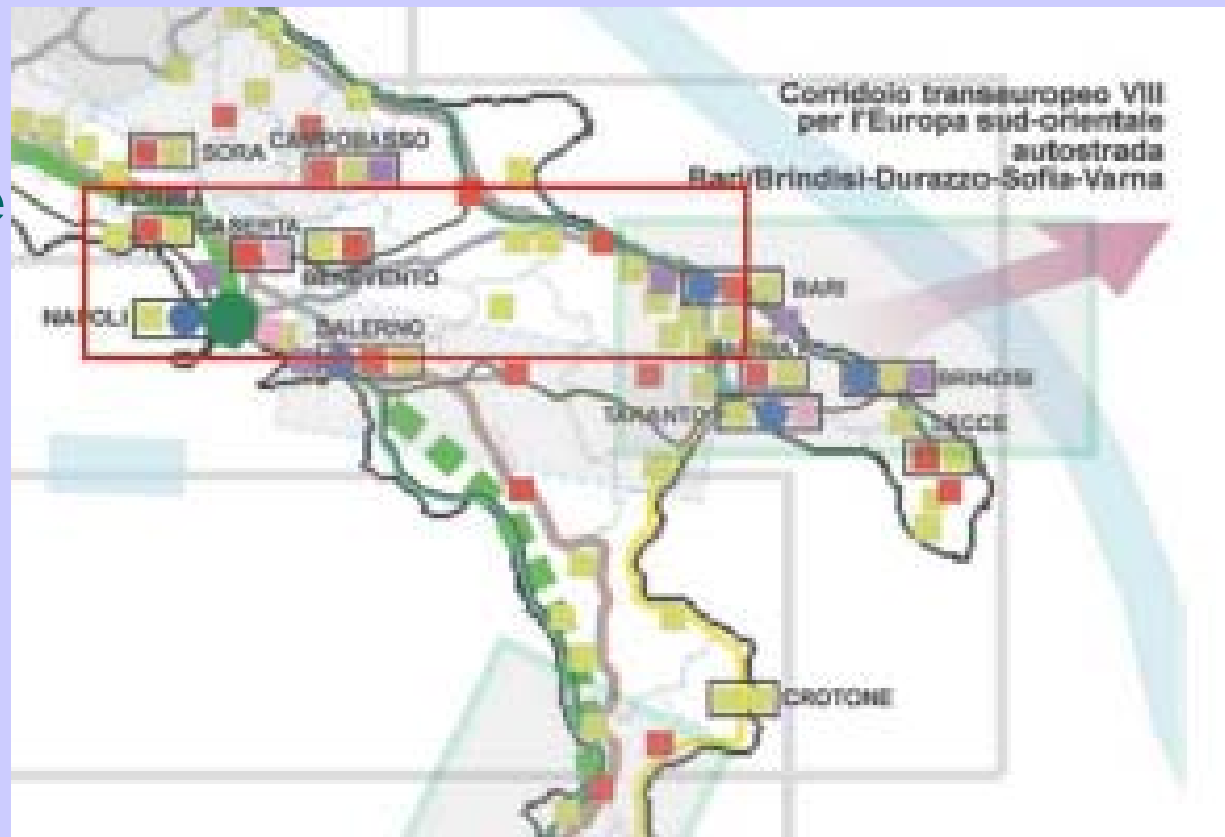 Corridoio transeuropeo VIII
per l'Europa sud-orientale
autostrada
Bari/Brindisi-Durazzo-Sofia-Varna
SORA
CAMPOBASSO
e
FORMIA
CASERTA
BENEVENTO
BARI
NAPOLI
SALERNO
BRINDISI
TARANTO
LECCE
CROTONE